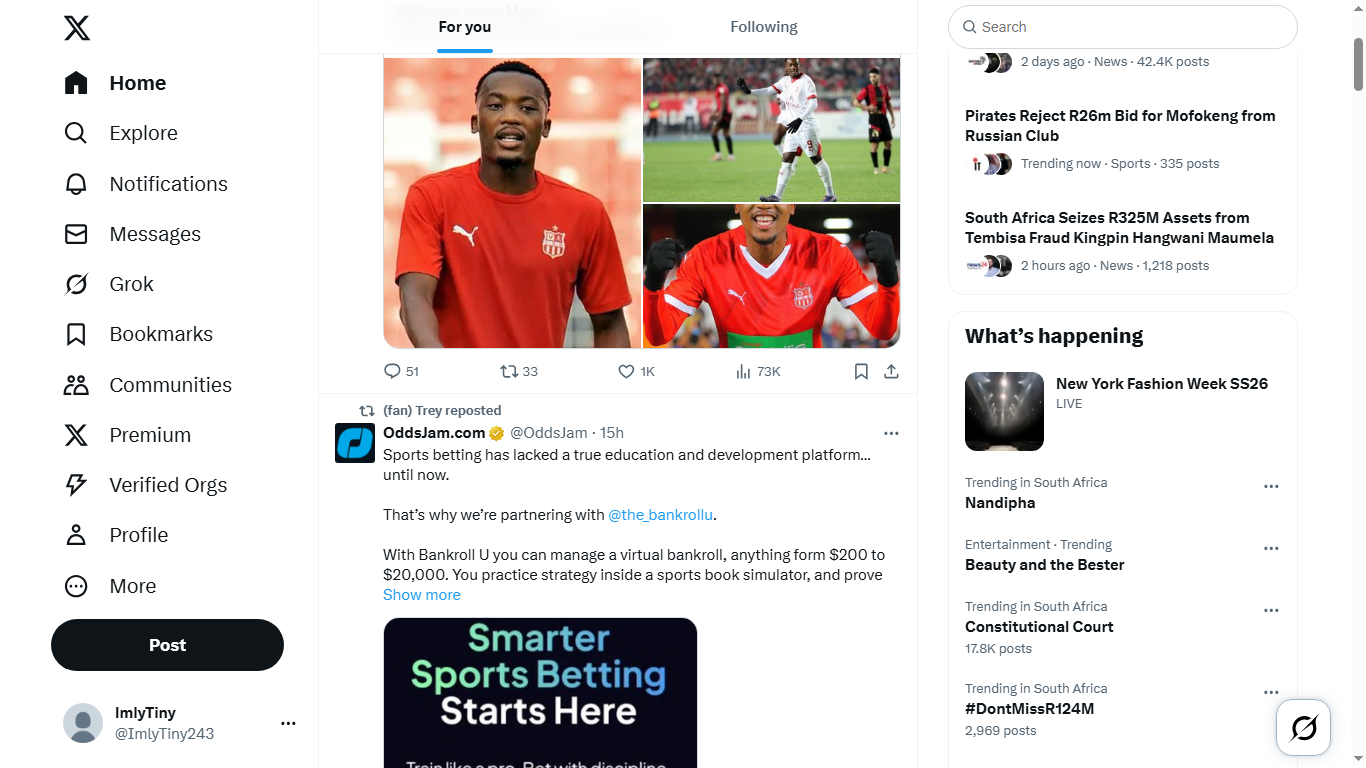 Home
Explore
Notifications
Messages
Grok
Bookmarks
Communities
Premium
Verified Orgs
Profile
More
Post
ImlyTiny
@ImlyTiny243
For you
Following
51
33
1K
73K
(fan) Trey reposted
OddsJam.com @OddsJam · 15h
Sports betting has lacked a true education and development platform…
until now.
That’s why we’re partnering with @the_bankrollu.
With Bankroll U you can manage a virtual bankroll, anything form $200 to
$20,000. You practice strategy inside a sports book simulator, and prove
Show more
Smarter
Sports Betting
Starts Here
Train like a pro. Bet with discipline
Search
2 days ago · News · 42.4K posts
Pirates Reject R26m Bid for Mofokeng from
Russian Club
Trending now · Sports · 335 posts
South Africa Seizes R325M Assets from
Tembisa Fraud Kingpin Hangwani Maumela
2 hours ago · News · 1,218 posts
What’s happening
New York Fashion Week SS26
LIVE
Trending in South Africa
Nandipha
Entertainment · Trending
Beauty and the Bester
Trending in South Africa
Constitutional Court
17.8K posts
Trending in South Africa
#DontMissR124M
2,969 posts